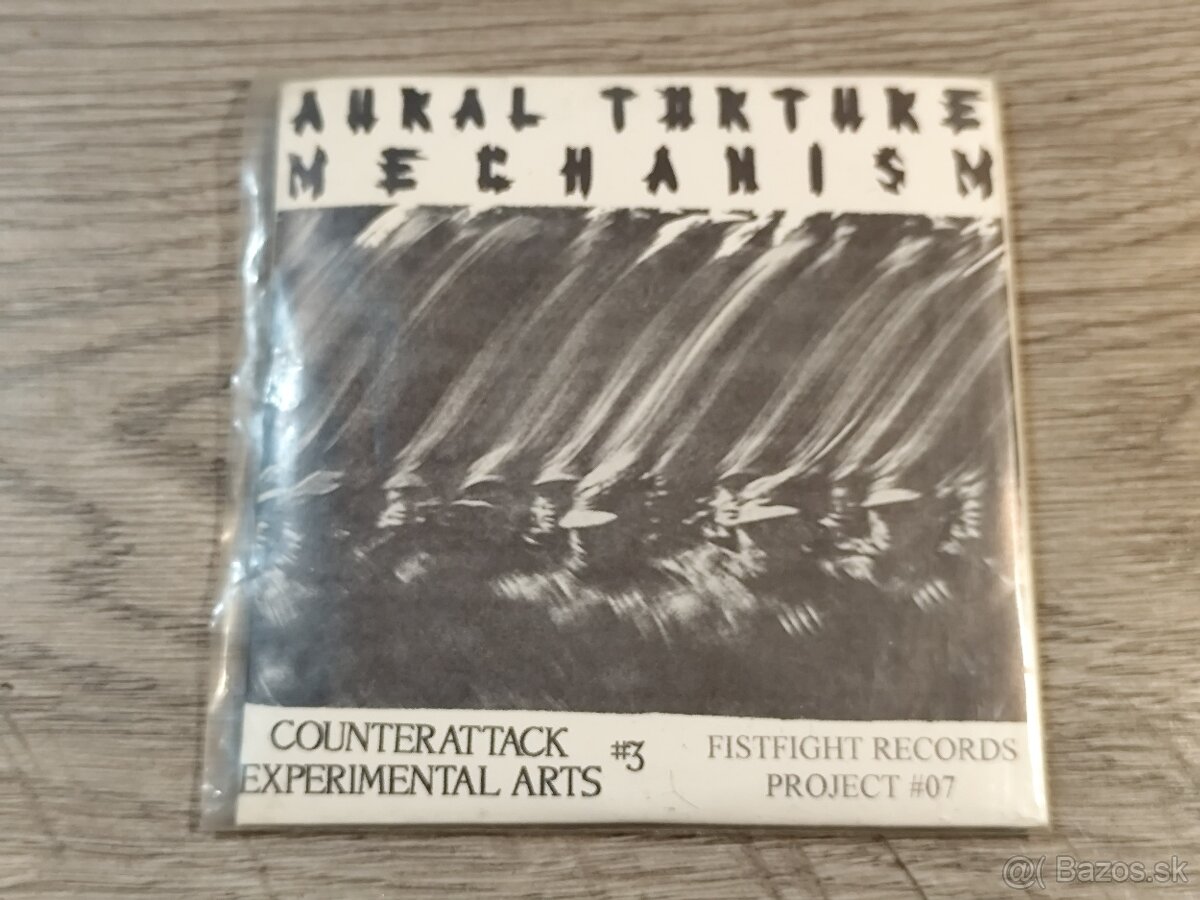 AURAL TORTURE
MECHANISM
COUNTERATTACK
EXPERIMENTAL ARTS #3
FISTFIGHT RECORDS
PROJECT #07
@( Bazos.sk